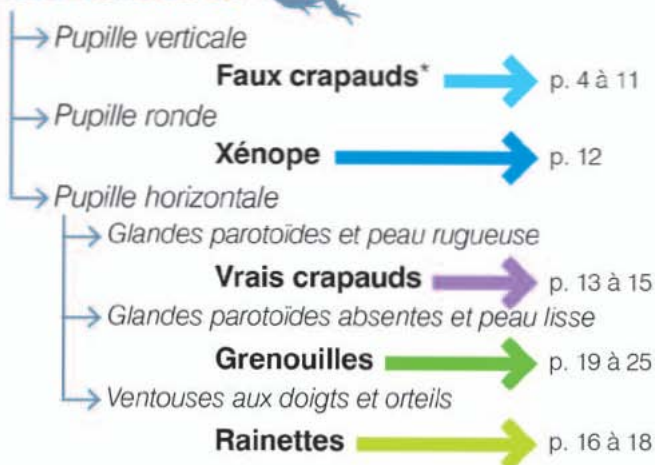 Pupille verticale
Faux crapauds* p. 4 à 11
Pupille ronde
Xénope p. 12
Pupille horizontale
Glandes parotoïdes et peau rugueuse
Vrais crapauds p. 13 à 15
Glandes parotoïdes absentes et peau lisse
Grenouilles p. 19 à 25
Ventouses aux doigts et orteils
Rainettes p. 16 à 18